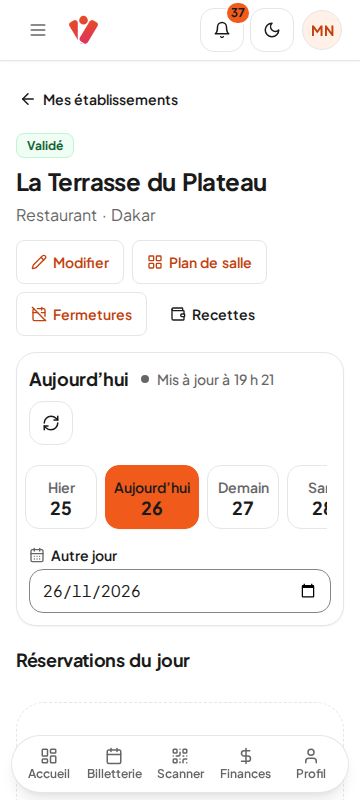 37
MN
Mes établissements
Validé
La Terrasse du Plateau
Restaurant · Dakar
Modifier
Plan de salle
Fermetures
Recettes
Aujourd’hui
Mis à jour à 19 h 21
Hier
25
Aujourd’hui
26
Demain
27
Autre jour
26/11/2026
Réservations du jour
Accueil
Billetterie
Scanner
Finances
Profil